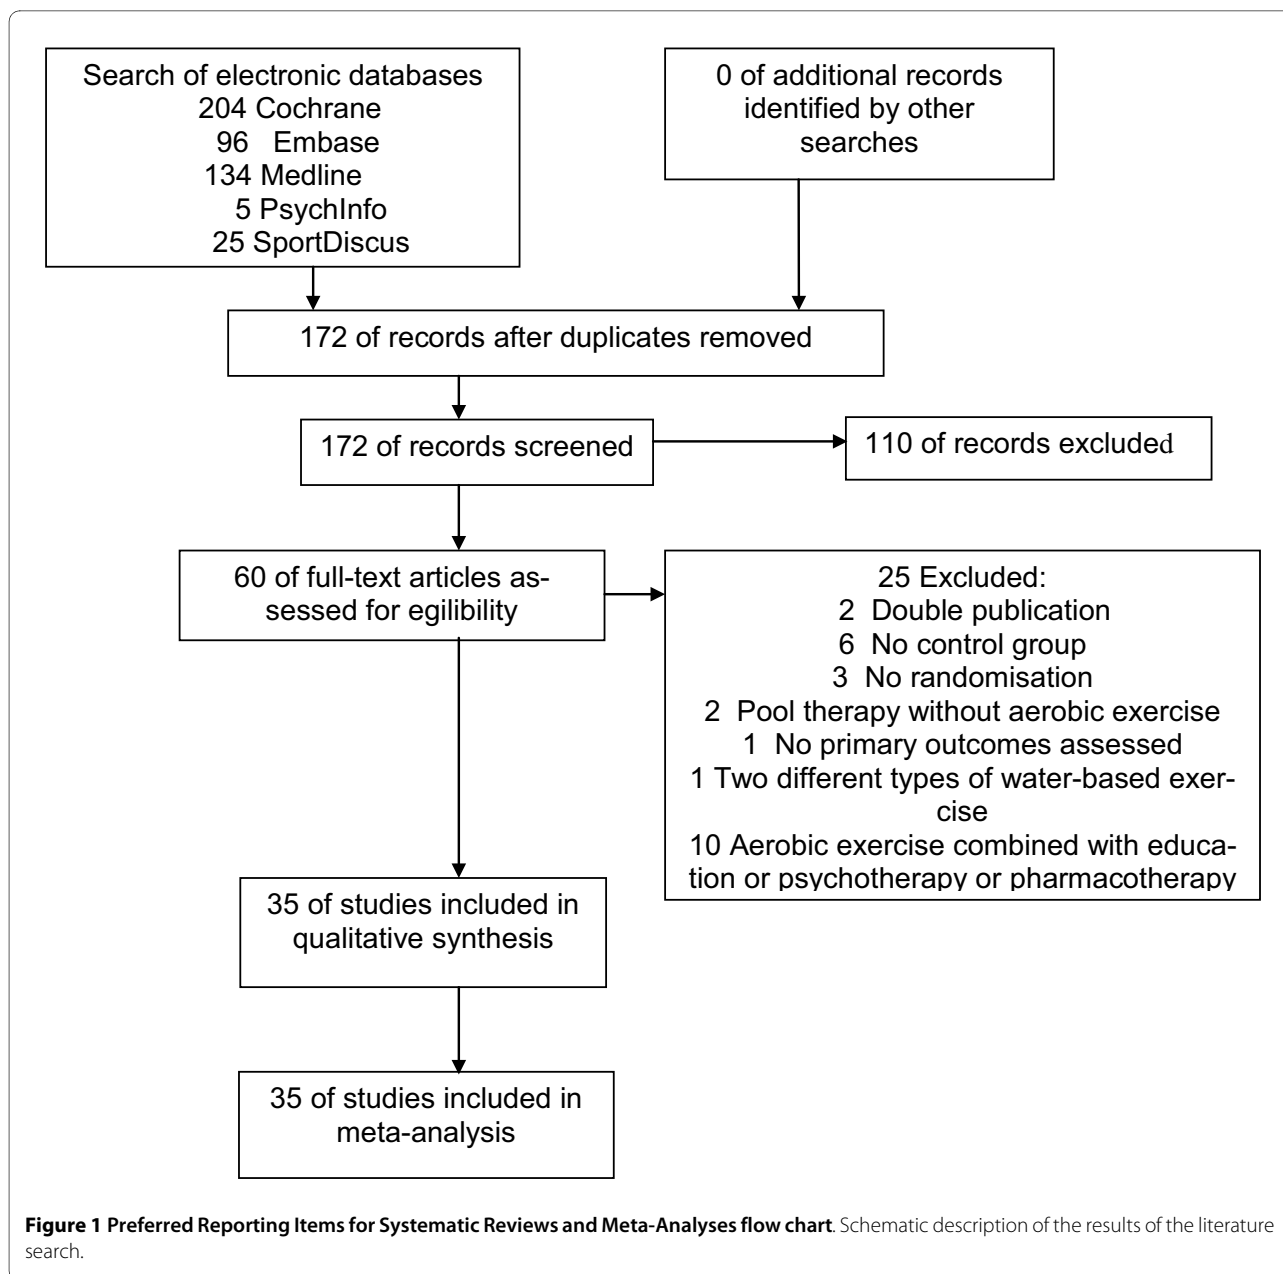 Search of electronic databases
204 Cochrane
96 Embase
134 Medline
5 PsychInfo
25 SportDiscus
0 of additional records
identified by other
searches
172 of records after duplicates removed
172 of records screened
110 of records excluded
60 of full-text articles as-
sessed for egilibility
25 Excluded:
2 Double publication
6 No control group
3 No randomisation
2 Pool therapy without aerobic exercise
1 No primary outcomes assessed
1 Two different types of water-based exer-
cise
10 Aerobic exercise combined with educa-
tion or psychotherapy or pharmacotherapy
35 of studies included in
qualitative synthesis
35 of studies included in
meta-analysis
Figure 1 Preferred Reporting Items for Systematic Reviews and Meta-Analyses flow chart. Schematic description of the results of the literature
search.